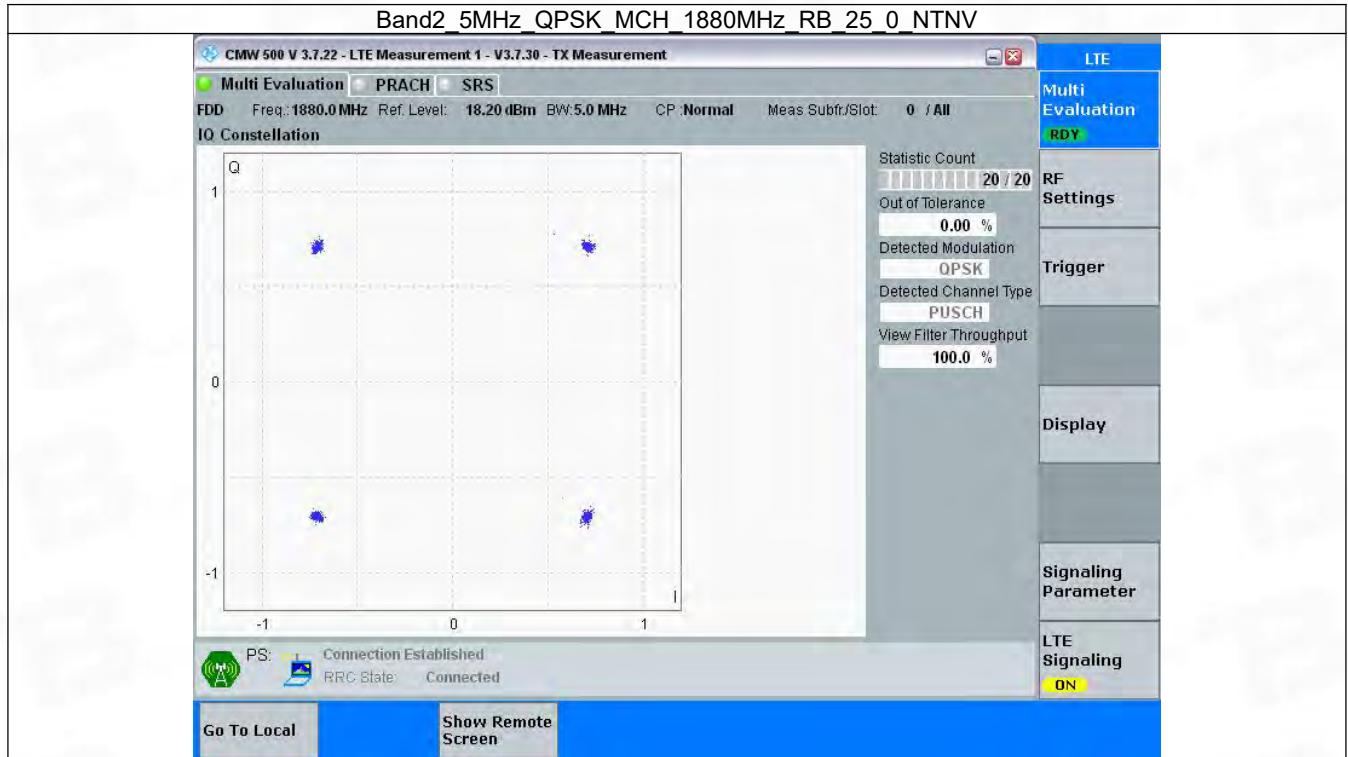 Band2_5MHz_QPSK_MCH_1880MHz_RB_25_0_NTNV
CMW 500 V 3.7.22 - LTE Measurement 1 - V3.7.30 - TX Measurement
LTE
Multi Evaluation PRACH SRS
Multi
Evaluation
RDY
FDD Freq.: 1880.0 MHz Ref. Level: 18.20 dBm BW: 5.0 MHz CP :Normal Meas Subfr./Slot: 0 / All
IQ Constellation
Q
1
0
-1
I
-1 0 1
Statistic Count
20 / 20
Out of Tolerance
0.00 %
Detected Modulation
QPSK
Detected Channel Type
PUSCH
View Filter Throughput
100.0 %
RF
Settings
Trigger
Display
Signaling
Parameter
LTE
Signaling
ON
PS: Connection Established
RRC State: Connected
Go To Local
Show Remote
Screen